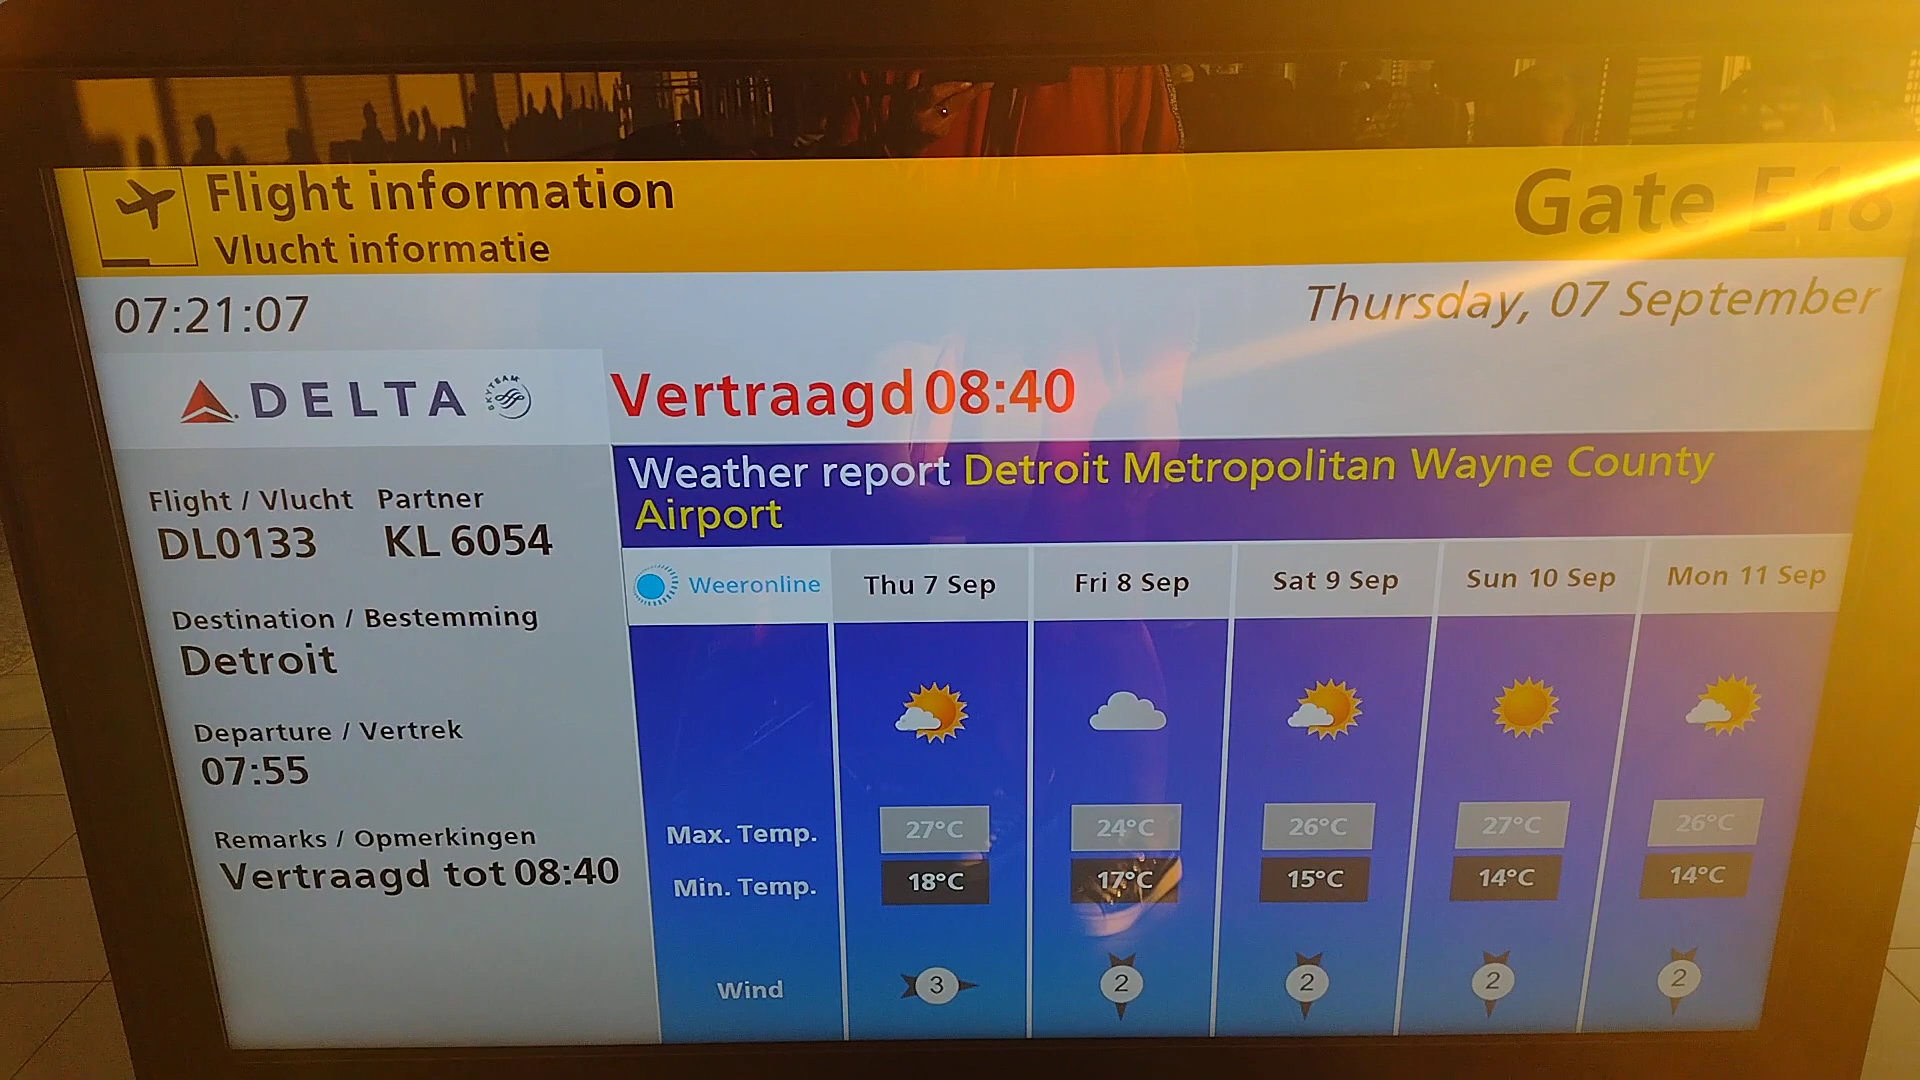 Flight information
Vlucht informatie
Gate E18
07:21:07
Thursday, 07 September
DELTA
SKYTEAM
Vertraagd 08:40
Flight / Vlucht Partner
DL0133 KL 6054
Destination / Bestemming
Detroit
Departure / Vertrek
07:55
Remarks / Opmerkingen
Vertraagd tot 08:40
Weather report Detroit Metropolitan Wayne County
Airport
Weeronline Thu 7 Sep Fri 8 Sep Sat 9 Sep Sun 10 Sep Mon 11 Sep
Max. Temp. 27°C 24°C 26°C 27°C 26°C
Min. Temp. 18°C 17°C 15°C 14°C 14°C
Wind 3 2 2 2 2